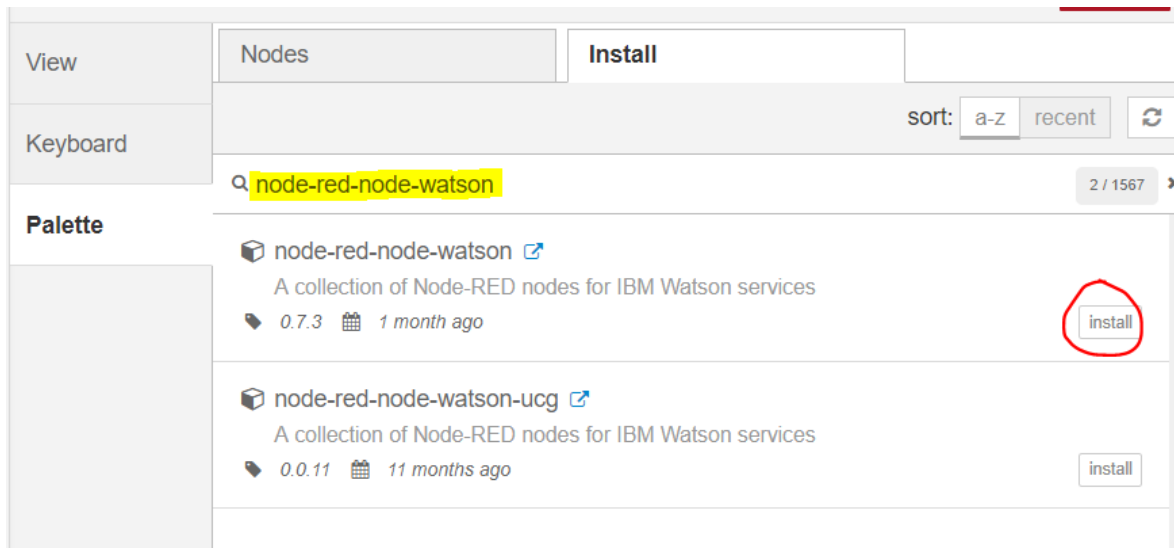 View
Keyboard
Palette
Nodes
Install
sort: a-z recent
node-red-node-watson
2 / 1567
node-red-node-watson
A collection of Node-RED nodes for IBM Watson services
0.7.3 1 month ago
install
node-red-node-watson-ucg
A collection of Node-RED nodes for IBM Watson services
0.0.11 11 months ago
install